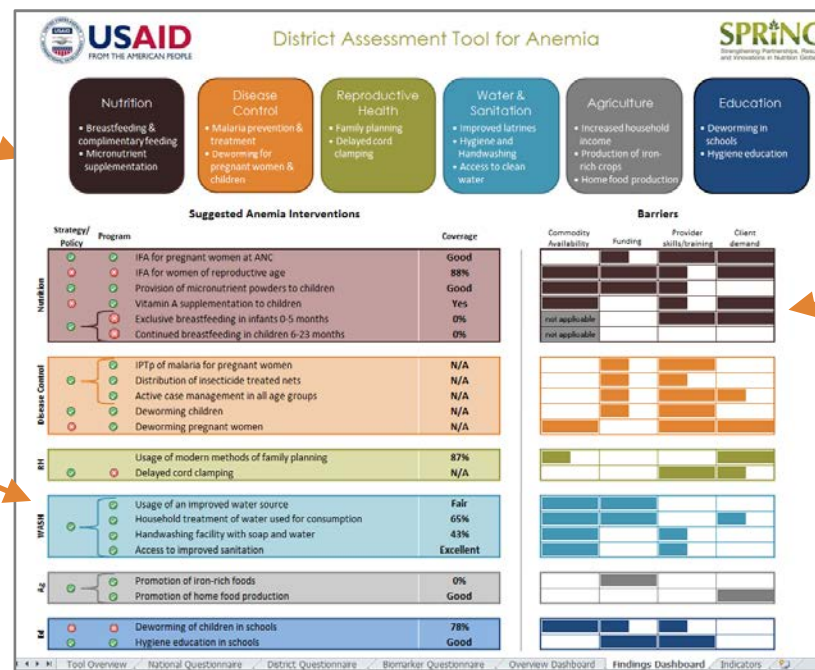 USAID
FROM THE AMERICAN PEOPLE
District Assessment Tool for Anemia
SPRING
Strengthening Partnerships, Resu
and Innovations in Nutrition Globa
Nutrition
• Breastfeeding &
complimentary feeding
• Micronutrient
supplementation
Disease
Control
• Malaria prevention &
treatment
• Deworming for
pregnant women &
children
Reproductive
Health
• Family planning
• Delayed cord
clamping
Water &
Sanitation
• Improved latrines
• Hygiene and
Handwashing
• Access to clean
water
Agriculture
• Increased household
income
• Production of iron-
rich crops
• Home food production
Education
• Deworming in
schools
• Hygiene education
Suggested Anemia Interventions
Barriers
Strategy/
Policy
Program
Coverage
Commodity
Availability
Funding
Provider
skills/training
Client
demand
Nutrition
IFA for pregnant women at ANC Good
IFA for women of reproductive age 88%
Provision of micronutrient powders to children Good
Vitamin A supplementation to children Yes
Exclusive breastfeeding in infants 0-5 months 0% not applicable
Continued breastfeeding in children 6-23 months 0% not applicable
Disease Control
IPTp of malaria for pregnant women N/A
Distribution of insecticide treated nets N/A
Active case management in all age groups N/A
Deworming children N/A
Deworming pregnant women N/A
RH
Usage of modern methods of family planning 87%
Delayed cord clamping N/A
WASH
Usage of an improved water source Fair
Household treatment of water used for consumption 65%
Handwashing facility with soap and water 43%
Access to improved sanitation Excellent
Ag
Promotion of iron-rich foods 0%
Promotion of home food production Good
Ed
Deworming of children in schools 78%
Hygiene education in schools Good
Tool Overview National Questionnaire District Questionnaire Biomarker Questionnaire Overview Dashboard Findings Dashboard Indicators